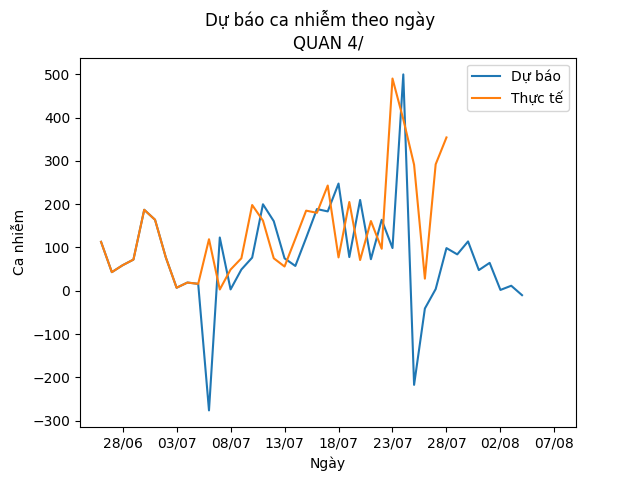 Dự báo ca nhiễm theo ngày
QUAN 4/
Dự báo
Thực tế
Ca nhiễm
500
400
300
200
100
0
−100
−200
−300
28/06 03/07 08/07 13/07 18/07 23/07 28/07 02/08 07/08
Ngày